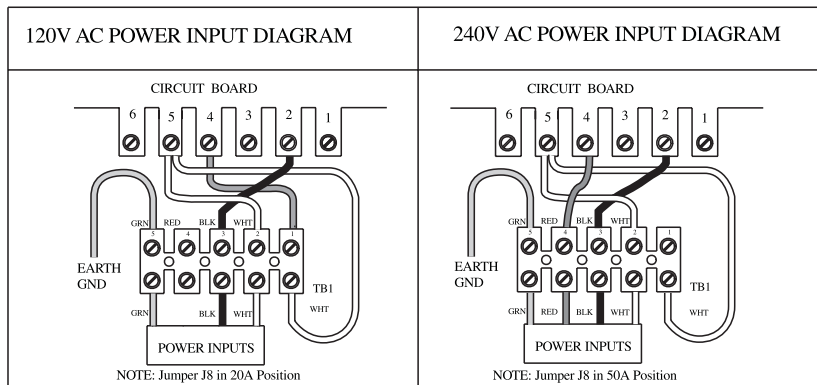 120V AC POWER INPUT DIAGRAM
CIRCUIT BOARD
6 5 4 3 2 1
GRN RED BLK WHT
5 4 3 2 1
EARTH
GND
TB1
GRN BLK WHT WHT
POWER INPUTS
NOTE: Jumper J8 in 20A Position
240V AC POWER INPUT DIAGRAM
CIRCUIT BOARD
6 5 4 3 2 1
GRN RED BLK WHT
5 4 3 2 1
EARTH
GND
TB1
GRN RED BLK WHT WHT
POWER INPUTS
NOTE: Jumper J8 in 50A Position